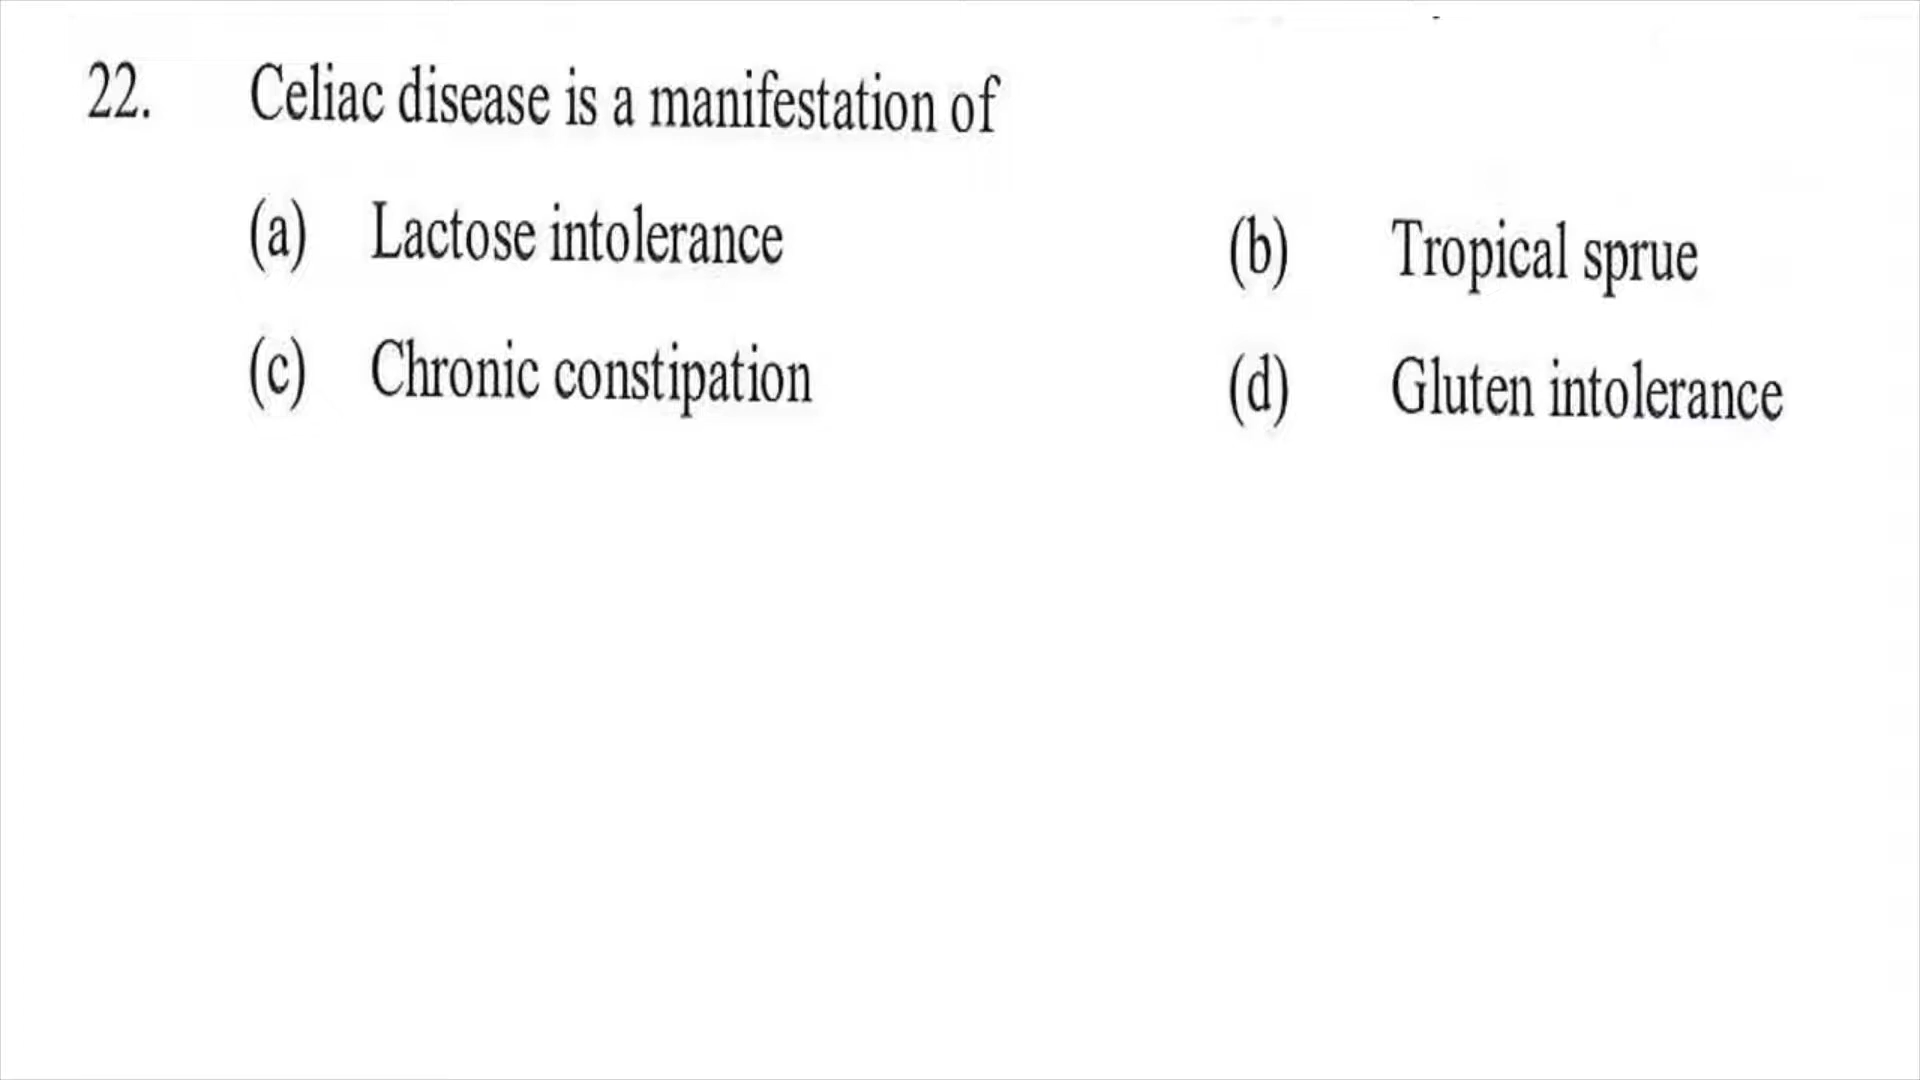 22. Celiac disease is a manifestation of
(a) Lactose intolerance (b) Tropical sprue
(c) Chronic constipation (d) Gluten intolerance